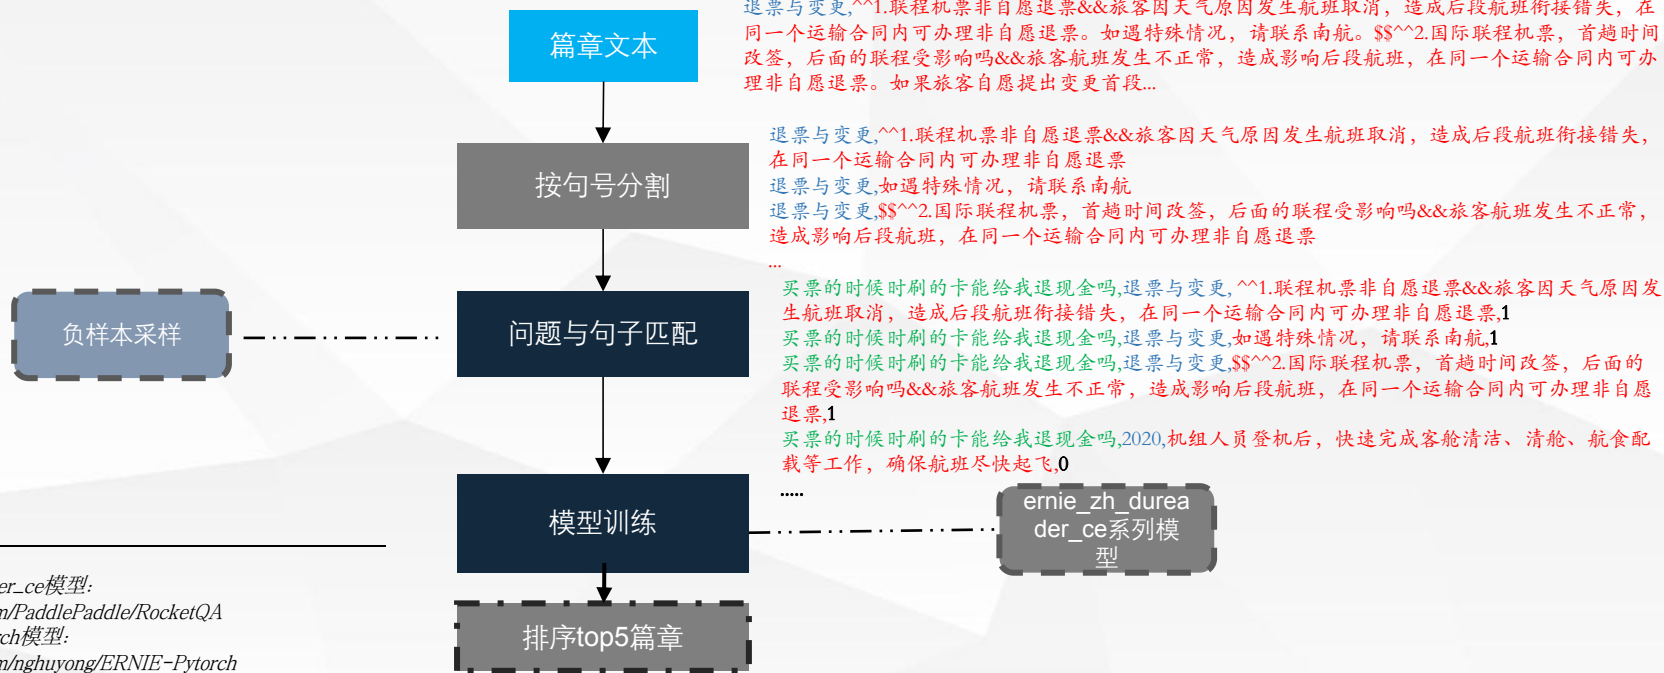 退票与变更,^^1.联程机票非自愿退票&&旅客因天气原因发生航班取消，造成后段航班衔接错失，在
同一个运输合同内可办理非自愿退票。如遇特殊情况，请联系南航。$$^^2.国际联程机票，首趟时间
改签，后面的联程受影响吗&&旅客航班发生不正常，造成影响后段航班，在同一个运输合同内可办
理非自愿退票。如果旅客自愿提出变更首段...
篇章文本
退票与变更,^^1.联程机票非自愿退票&&旅客因天气原因发生航班取消，造成后段航班衔接错失，
在同一个运输合同内可办理非自愿退票
退票与变更,如遇特殊情况，请联系南航
退票与变更,$$^^2.国际联程机票，首趟时间改签，后面的联程受影响吗&&旅客航班发生不正常，
造成影响后段航班，在同一个运输合同内可办理非自愿退票
...
按句号分割
买票的时候时刷的卡能给我退现金吗,退票与变更, ^^1.联程机票非自愿退票&&旅客因天气原因发
生航班取消，造成后段航班衔接错失，在同一个运输合同内可办理非自愿退票,1
买票的时候时刷的卡能给我退现金吗,退票与变更,如遇特殊情况，请联系南航,1
买票的时候时刷的卡能给我退现金吗,退票与变更,$$^^2.国际联程机票，首趟时间改签，后面的
联程受影响吗&&旅客航班发生不正常，造成影响后段航班，在同一个运输合同内可办理非自愿
退票,1
买票的时候时刷的卡能给我退现金吗,2020,机组人员登机后，快速完成客舱清洁、清舱、航食配
载等工作，确保航班尽快起飞,0
.....
负样本采样
问题与句子匹配
模型训练
ernie_zh_durea
der_ce系列模
型
排序top5篇章
er_ce模型:
m/PaddlePaddle/RocketQA
rch模型:
m/nghuyong/ERNIE-Pytorch